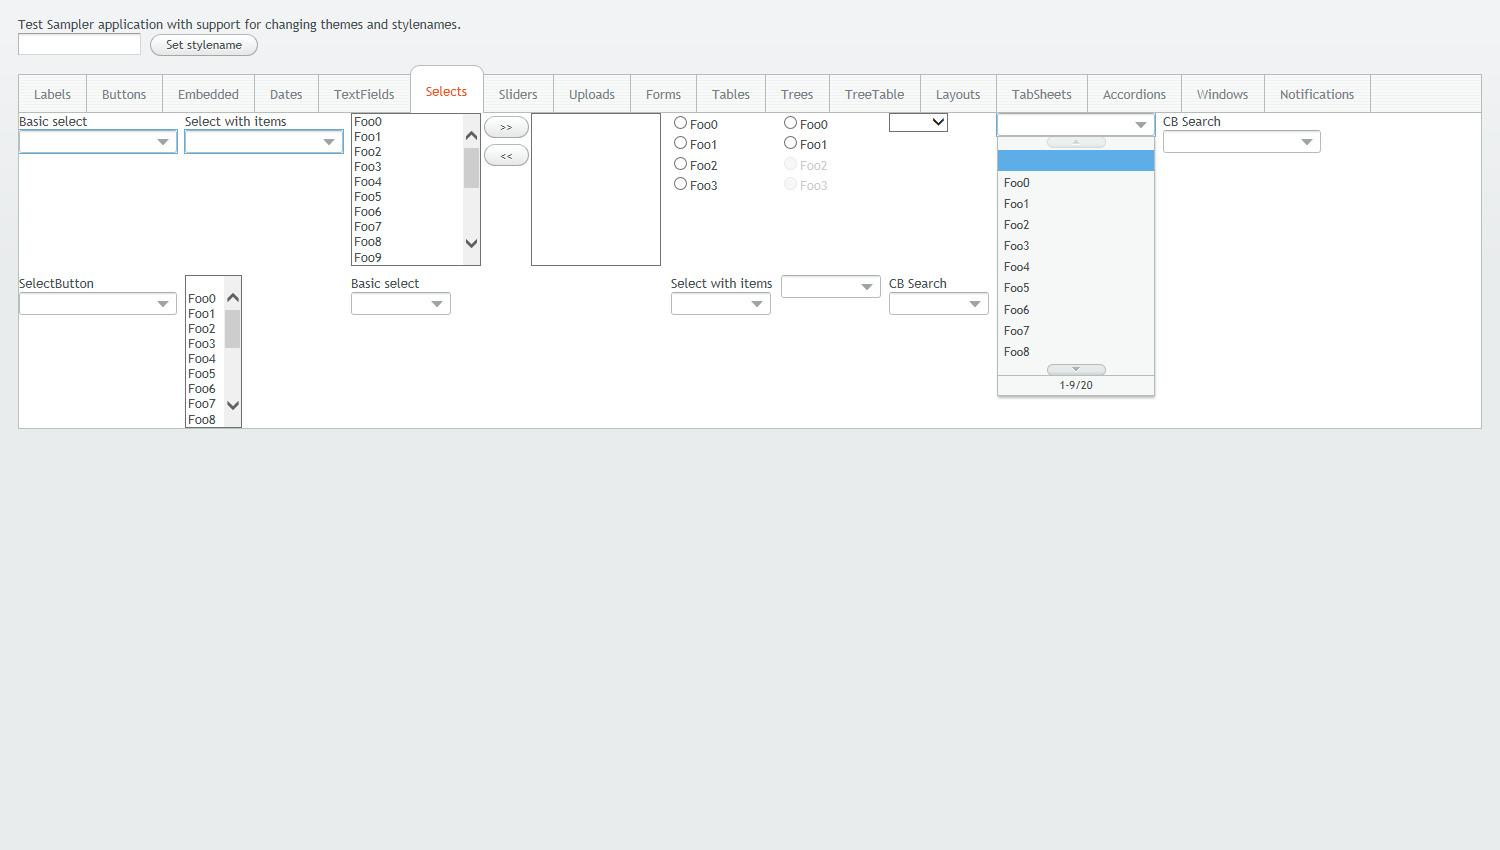 Test Sampler application with support for changing themes and stylenames.
Set stylename
Labels Buttons Embedded Dates TextFields Selects Sliders Uploads Forms Tables Trees TreeTable Layouts TabSheets Accordions Windows Notifications
Basic select
Select with items
Foo0
Foo1
Foo2
Foo3
Foo4
Foo5
Foo6
Foo7
Foo8
Foo9
>>
<<
Foo0
Foo1
Foo2
Foo3
Foo0
Foo1
Foo2
Foo3
Foo0
Foo1
Foo2
Foo3
Foo4
Foo5
Foo6
Foo7
Foo8
1-9/20
CB Search
SelectButton
Foo0
Foo1
Foo2
Foo3
Foo4
Foo5
Foo6
Foo7
Foo8
Basic select
Select with items
CB Search